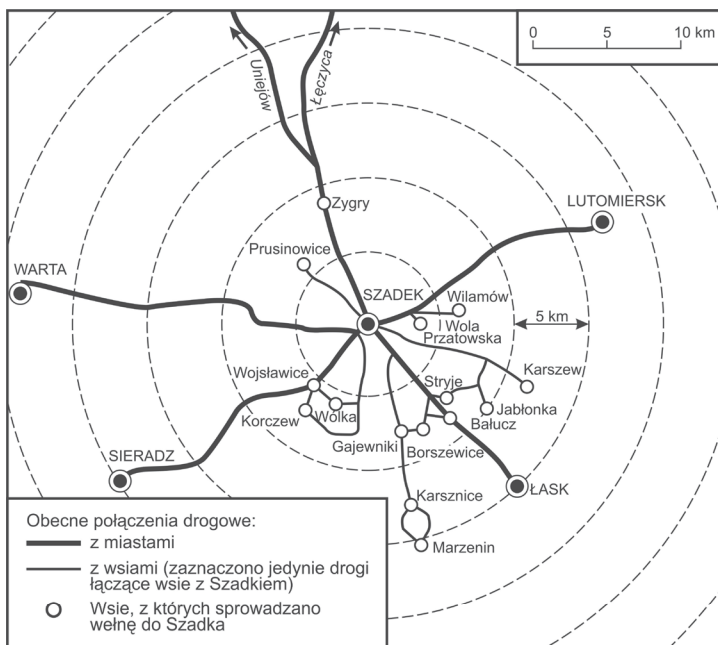 0 5 10 km
Uniejów
Łęczyca
LUTOMIERSK
Zygry
Prusinowice
WARTA
SZADEK
Wilamów
I Wola
Przatowska
5 km
Wojsławice
Stryje
Karszew
Korczew
Wólka
Jabłonka
Bałucz
Gajewniki
Borszewice
SIERADZ
ŁASK
Karsznice
Marzenin
Obecne połączenia drogowe:
z miastami
z wsiami (zaznaczono jedynie drogi
łączące wsie z Szadkiem)
Wsie, z których sprowadzano
wełnę do Szadka